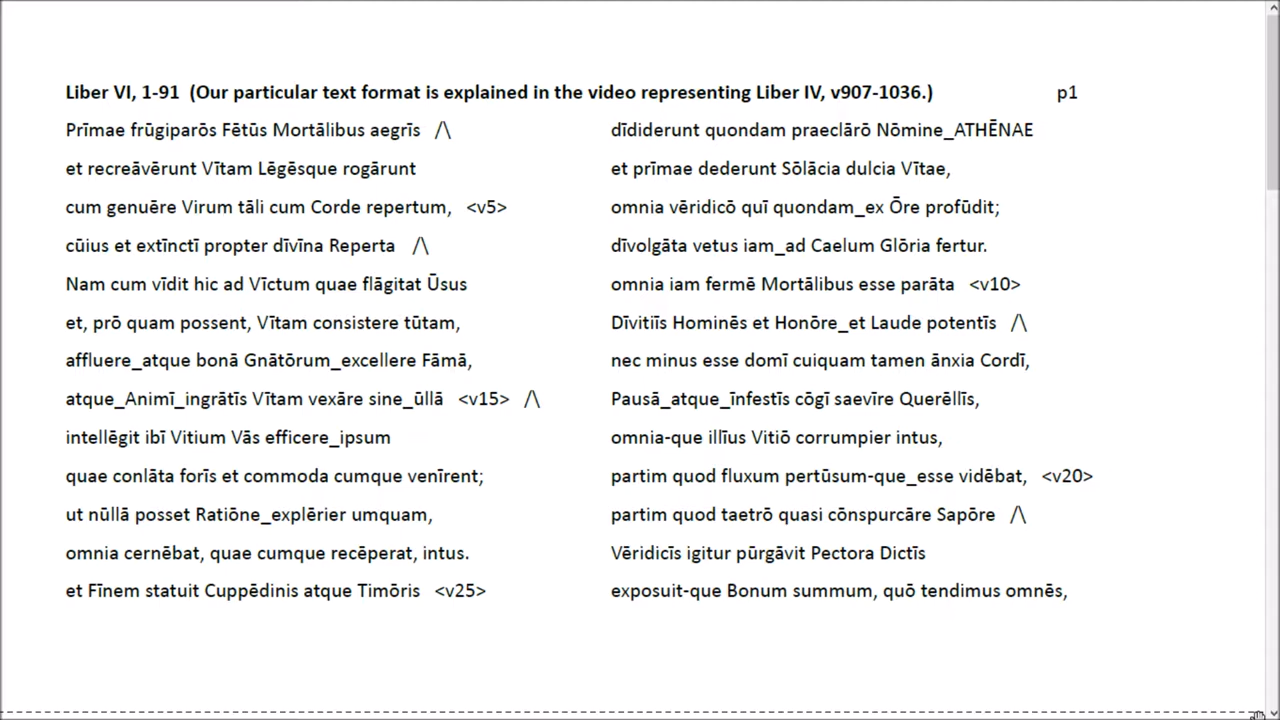 Liber VI, 1-91 (Our particular text format is explained in the video representing Liber IV, v907-1036.) p1
Prīmae frūgiparōs Fētūs Mortālibus aegrīs /\ dīdiderunt quondam praeclārō Nōmine_ATHĒNAE
et recreāvērunt Vītam Lēgēsque rogārunt et prīmae dederunt Sōlācia dulcia Vītae,
cum genuēre Virum tāli cum Corde repertum, <v5> omnia vēridicō quī quondam_ex Ōre profūdit;
cūius et extīnctī propter dīvīna Reperta /\ dīvolgāta vetus iam_ad Caelum Glōria fertur.
Nam cum vīdit hic ad Vīctum quae flāgitat Ūsus omnia iam fermē Mortālibus esse parāta <v10>
et, prō quam possent, Vītam consistere tūtam, Dīvitiīs Hominēs et Honōre_et Laude potentīs /\
affluere_atque bonā Gnātōrum_excellere Fāmā, nec minus esse domī cuiquam tamen ānxia Cordī,
atque_Animī_ingrātīs Vītam vexāre sine_ūllā <v15> /\ Pausā_atque_īnfestīs cōgī saevīre Querēllīs,
intellēgit ibī Vitium Vās efficere_ipsum omnia-que illīus Vitiō corrumpier intus,
quae conlāta forīs et commoda cumque venīrent; partim quod fluxum pertūsum-que_esse vidēbat, <v20>
ut nūllā posset Ratiōne_explērier umquam, partim quod taetrō quasi cōnspurcāre Sapōre /\
omnia cernēbat, quae cumque recēperat, intus. Vēridicīs igitur pūrgāvit Pectora Dictīs
et Fīnem statuit Cuppēdinis atque Timōris <v25> exposuit-que Bonum summum, quō tendimus omnēs,